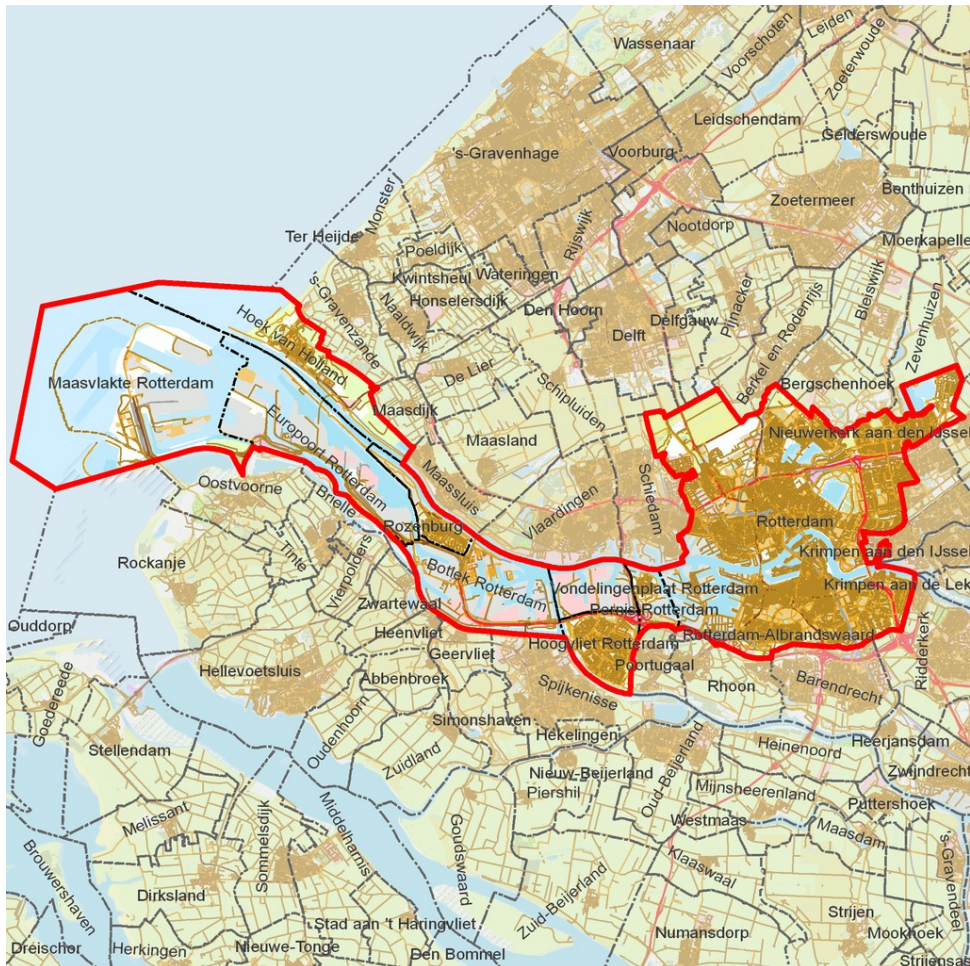 Wassenaar
Voorschoten
Leiden
Zoeterwoude
Leidschendam
Gelderswoude
's-Gravenhage
Voorburg
Zoetermeer
Benthuizen
Monster
Rijswijk
Nootdorp
Ter Heijde
Poeldijk
Moerkapelle
Kwintsheul
Wateringen
's-Gravenzande
Naaldwijk
Honselersdijk
Den Hoorn
Delft
Delfgauw
Pijnacker
Berkel en Rodenrijs
Bleiswijk
Zevenhuizen
Hoek van Holland
De Lier
Schipluiden
Bergschenhoek
Maasvlakte Rotterdam
Maasdijk
Maasland
Nieuwerkerk aan den IJssel
Europoort Rotterdam
Maassluis
Vlaardingen
Schiedam
Oostvoorne
Brielle
Rozenburg
Rotterdam
Rockanje
Tinte
Vierpolders
Botlek Rotterdam
Krimpen aan den IJssel
Vondelingenplaat Rotterdam
Krimpen aan de Lek
Zwartewaal
Pernis Rotterdam
Ouddorp
Heenvliet
Hoogvliet Rotterdam
Rotterdam-Albrandswaard
Ridderkerk
Geervliet
Poortugaal
Hellevoetsluis
Abbenbroek
Spijkenisse
Rhoon
Barendrecht
Goedereede
Oudenhoorn
Simonshaven
Hekelingen
Stellendam
Zuidland
Oud-Beijerland
Heinenoord
Heerjansdam
Nieuw-Beijerland
Piershil
Mijnsheerenland
Zwijndrecht
Melissant
Sommelsdijk
Middelharnis
Goudswaard
Westmaas
Puttershoek
Maasdam
Brouwershaven
Klaaswaal
's-Gravendeel
Dirksland
Zuid-Beijerland
Stad aan 't Haringvliet
Strijen
Dreischor
Herkingen
Nieuwe-Tonge
Den Bommel
Numansdorp
Mookhoek
Strijensas